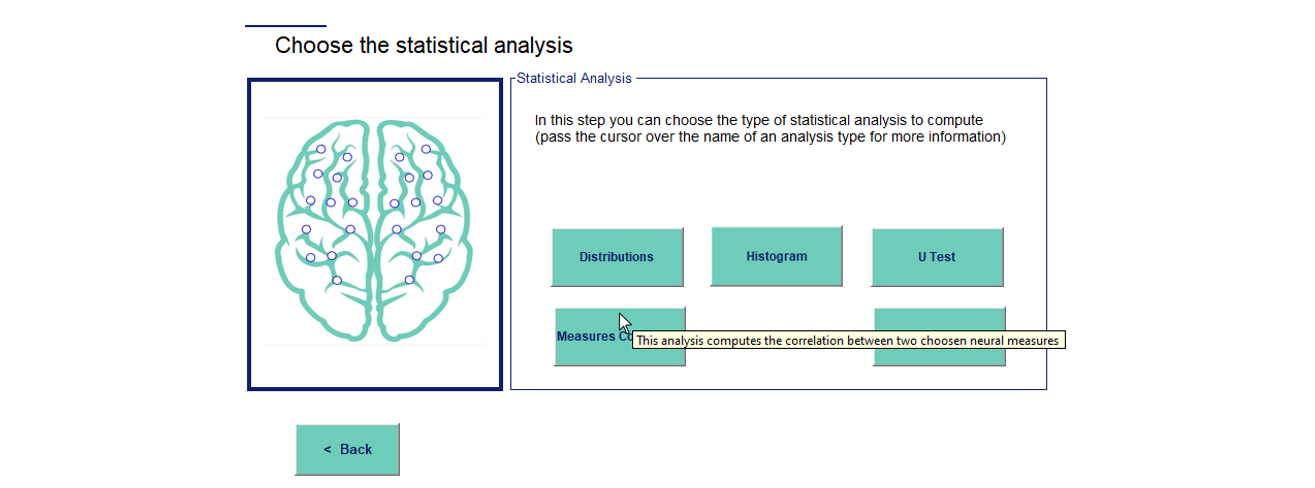 Choose the statistical analysis
Statistical Analysis
In this step you can choose the type of statistical analysis to compute
(pass the cursor over the name of an analysis type for more information)
Distributions
Histogram
U Test
Measures
This analysis computes the correlation between two choosen neural measures
< Back